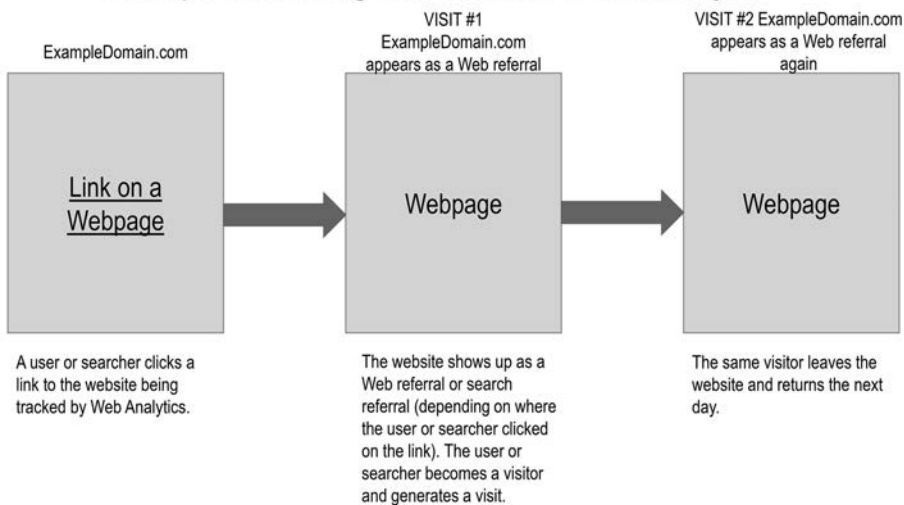 ExampleDomain.com
VISIT #1
ExampleDomain.com
appears as a Web referral
VISIT #2 ExampleDomain.com
appears as a Web referral
again
Link on a
Webpage
Webpage
Webpage
A user or searcher clicks a
link to the website being
tracked by Web Analytics.
The website shows up as a
Web referral or search
referral (depending on where
the user or searcher clicked
on the link). The user or
searcher becomes a visitor
and generates a visit.
The same visitor leaves the
website and returns the next
day.